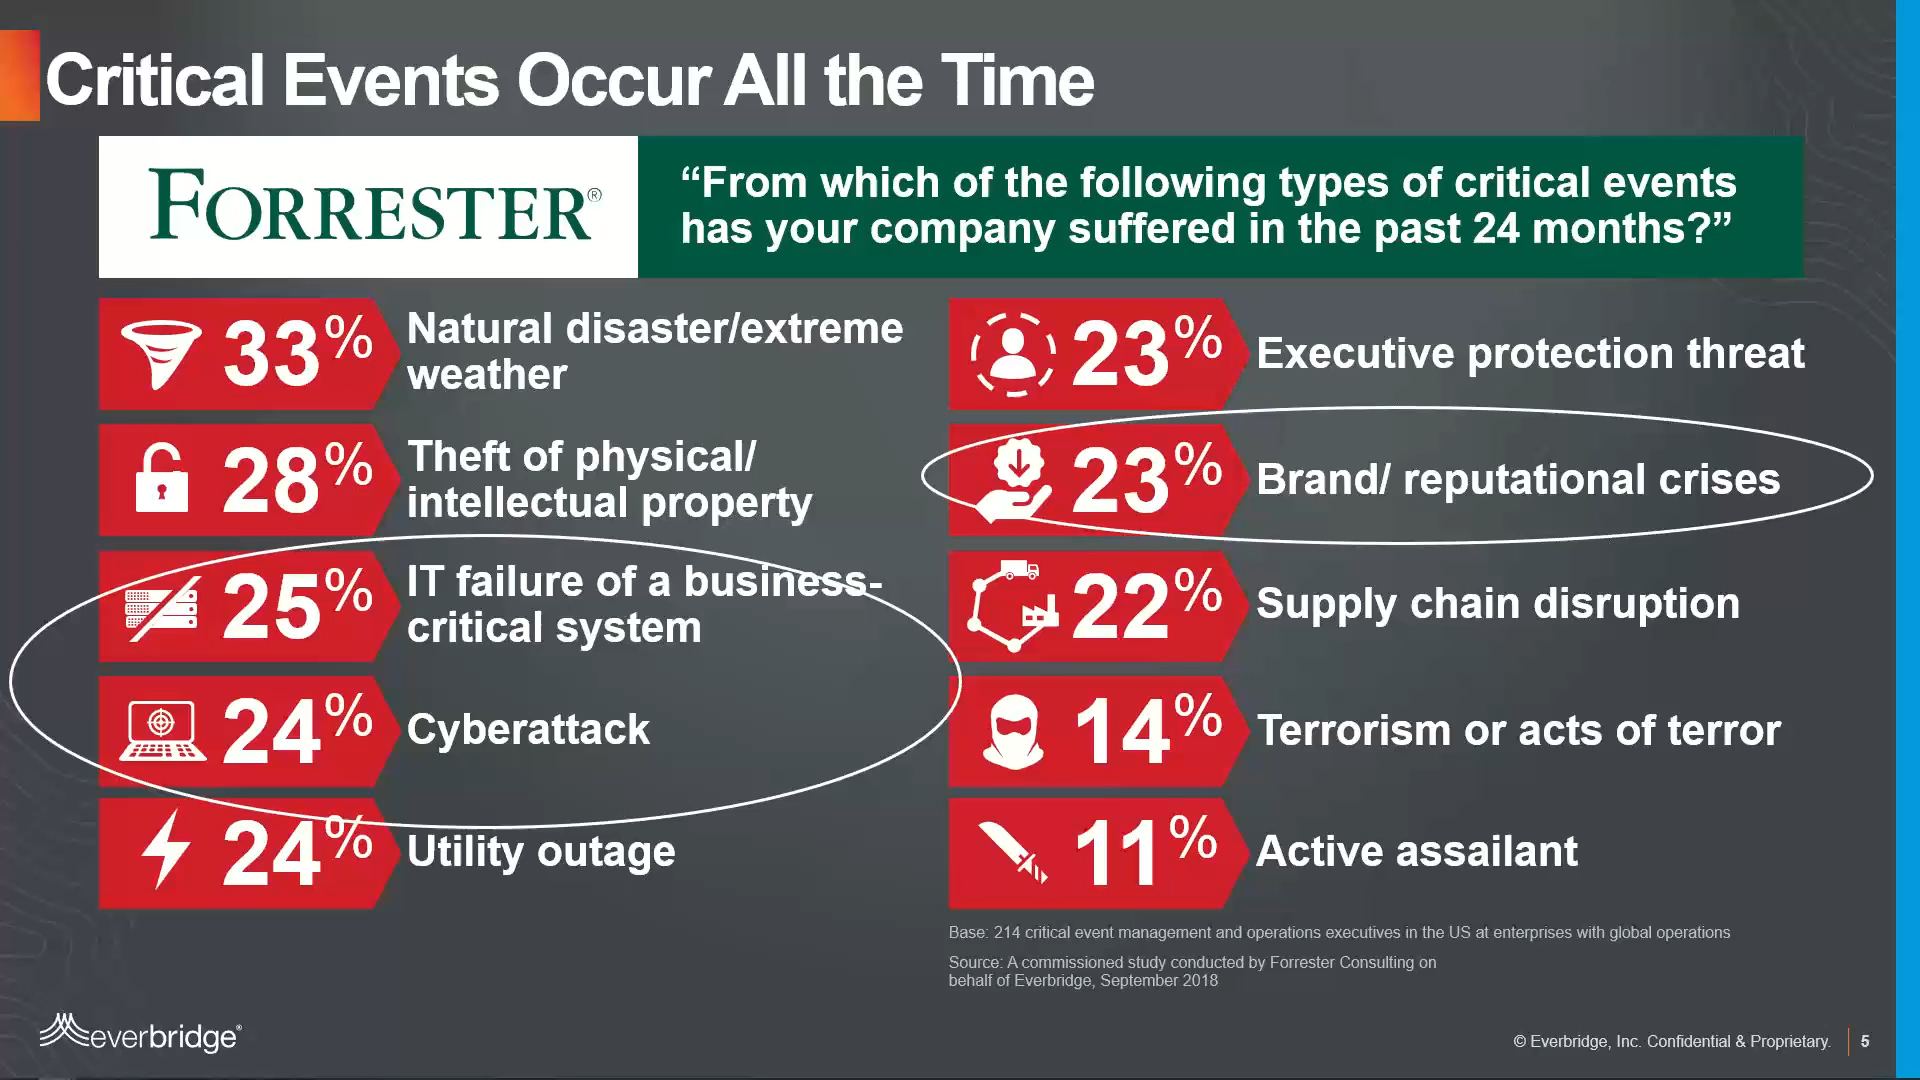 Critical Events Occur All the Time
FORRESTER®
“From which of the following types of critical events
has your company suffered in the past 24 months?”
33%
Natural disaster/extreme
weather
28%
Theft of physical/
intellectual property
25%
IT failure of a business-
critical system
24%
Cyberattack
24%
Utility outage
23%
Executive protection threat
23%
Brand/ reputational crises
22%
Supply chain disruption
14%
Terrorism or acts of terror
11%
Active assailant
Base: 214 critical event management and operations executives in the US at enterprises with global operations
Source: A commissioned study conducted by Forrester Consulting on
behalf of Everbridge, September 2018
everbridge®
© Everbridge, Inc. Confidential & Proprietary.
5